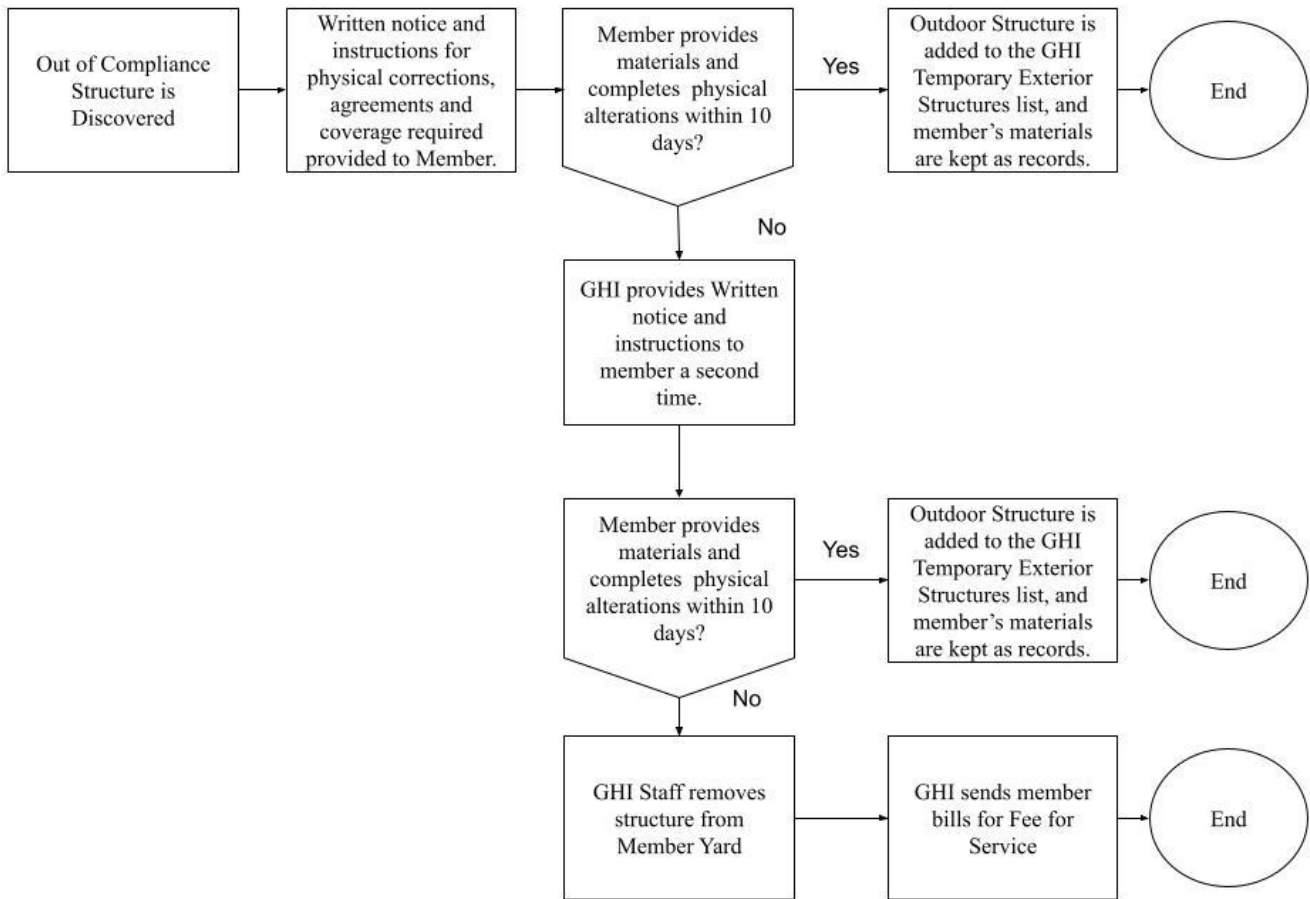 Out of Compliance
Structure is
Discovered
Written notice and
instructions for
physical corrections,
agreements and
coverage required
provided to Member.
Member provides
materials and
completes physical
alterations within 10
days?
Yes
Outdoor Structure is
added to the GHI
Temporary Exterior
Structures list, and
member’s materials
are kept as records.
End
No
GHI provides Written
notice and
instructions to
member a second
time.
Member provides
materials and
completes physical
alterations within 10
days?
Yes
Outdoor Structure is
added to the GHI
Temporary Exterior
Structures list, and
member’s materials
are kept as records.
End
No
GHI Staff removes
structure from
Member Yard
GHI sends member
bills for Fee for
Service
End